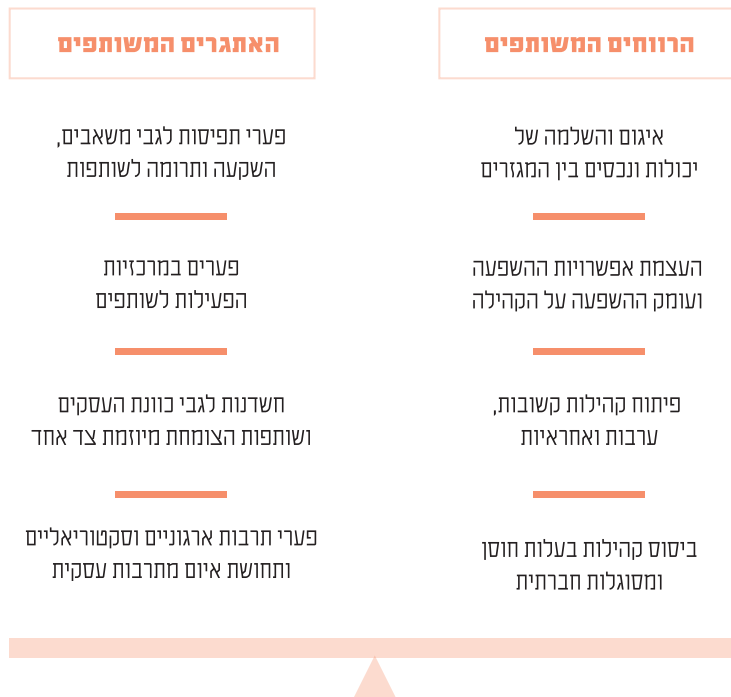 הרווחים המשותפים
איגום והשלמה של
יכולות ונכסים בין המגזרים
העצמת אפשרויות ההשפעה
ועומק ההשפעה על הקהילה
פיתוח קהילות קשובות,
ערבות ואחראיות
ביסוס קהילות בעלות חוסן
ומסוגלות חברתית
האתגרים המשותפים
פערי תפיסות לגבי משאבים,
השקעה ותרומה לשותפות
פערים במרכזיות
הפעילות לשותפים
חשדנות לגבי כוונת העסקים
ושותפות הצומחת מיוזמת צד אחד
פערי תרבות ארגוניים וסקטוריאליים
ותחושת איום מתרבות עסקית